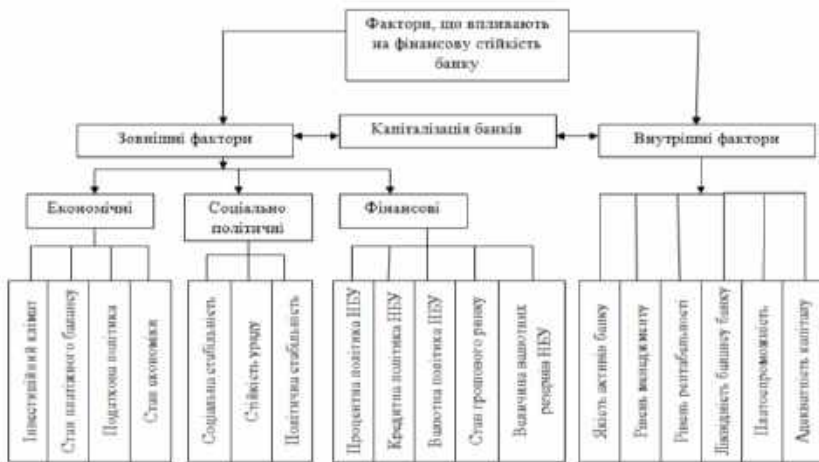 Фактори, що впливають
на фінансову стійкість
банку
Зовнішні фактори
Капіталізація банків
Внутрішні фактори
Економічні
Соціально
політичні
Фінансові
Інвестиційний клімат
Стан платіжного балансу
Податкова політика
Стан економіки
Соціальна стабільність
Стійкість уряду
Політична стабільність
Процентна політика НБУ
Кредитна політика НБУ
Валютна політика НБУ
Стан грошового ринку
Величина валютних
резервів НБУ
Якість активів банку
Рівень менеджменту
Рівень рентабельності
Ліквідність балансу банку
Платоспроможність
Адекватність капіталу